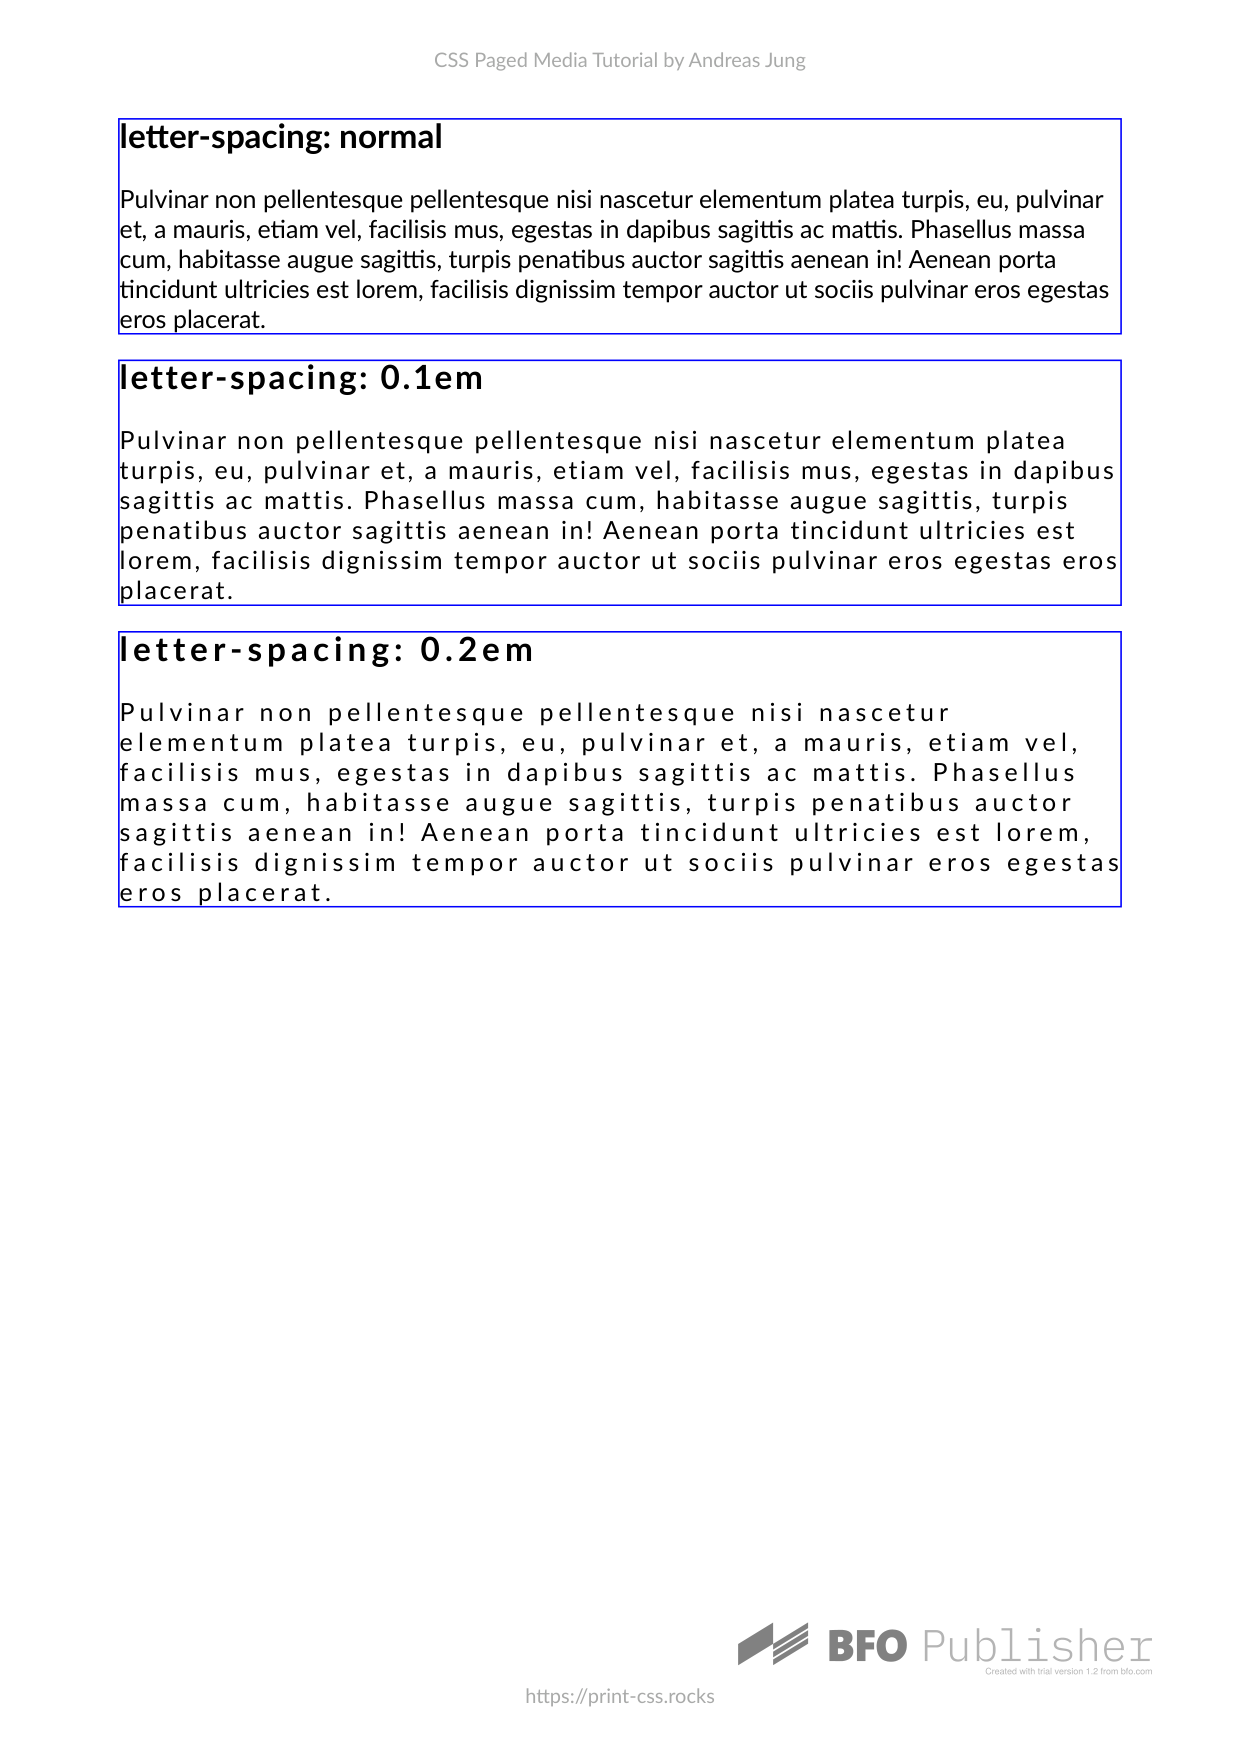 CSS Paged Media Tutorial by Andreas Jung
letter-spacing: normal
Pulvinar non pellentesque pellentesque nisi nascetur elementum platea turpis, eu, pulvinar
et, a mauris, etiam vel, facilisis mus, egestas in dapibus sagittis ac mattis. Phasellus massa
cum, habitasse augue sagittis, turpis penatibus auctor sagittis aenean in! Aenean porta
tincidunt ultricies est lorem, facilisis dignissim tempor auctor ut sociis pulvinar eros egestas
eros placerat.
letter-spacing: 0.1em
Pulvinar non pellentesque pellentesque nisi nascetur elementum platea
turpis, eu, pulvinar et, a mauris, etiam vel, facilisis mus, egestas in dapibus
sagittis ac mattis. Phasellus massa cum, habitasse augue sagittis, turpis
penatibus auctor sagittis aenean in! Aenean porta tincidunt ultricies est
lorem, facilisis dignissim tempor auctor ut sociis pulvinar eros egestas eros
placerat.
letter-spacing: 0.2em
Pulvinar non pellentesque pellentesque nisi nascetur
elementum platea turpis, eu, pulvinar et, a mauris, etiam vel,
facilisis mus, egestas in dapibus sagittis ac mattis. Phasellus
massa cum, habitasse augue sagittis, turpis penatibus auctor
sagittis aenean in! Aenean porta tincidunt ultricies est lorem,
facilisis dignissim tempor auctor ut sociis pulvinar eros egestas
eros placerat.
BFO Publisher
Created with trial version 1.2 from bfo.com
https://print-css.rocks